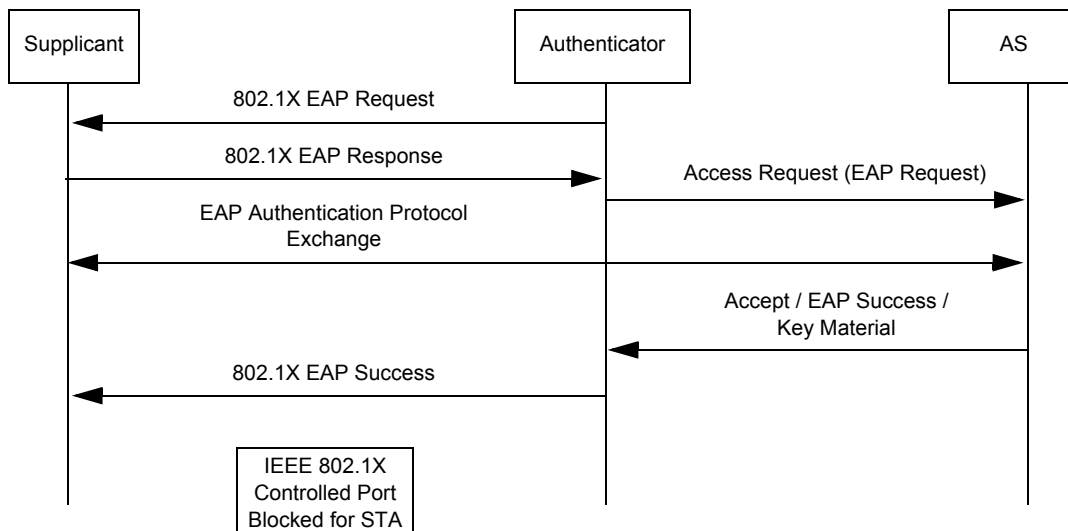 Supplicant
Authenticator
AS
802.1X EAP Request
802.1X EAP Response
Access Request (EAP Request)
EAP Authentication Protocol
Exchange
Accept / EAP Success /
Key Material
802.1X EAP Success
IEEE 802.1X
Controlled Port
Blocked for STA